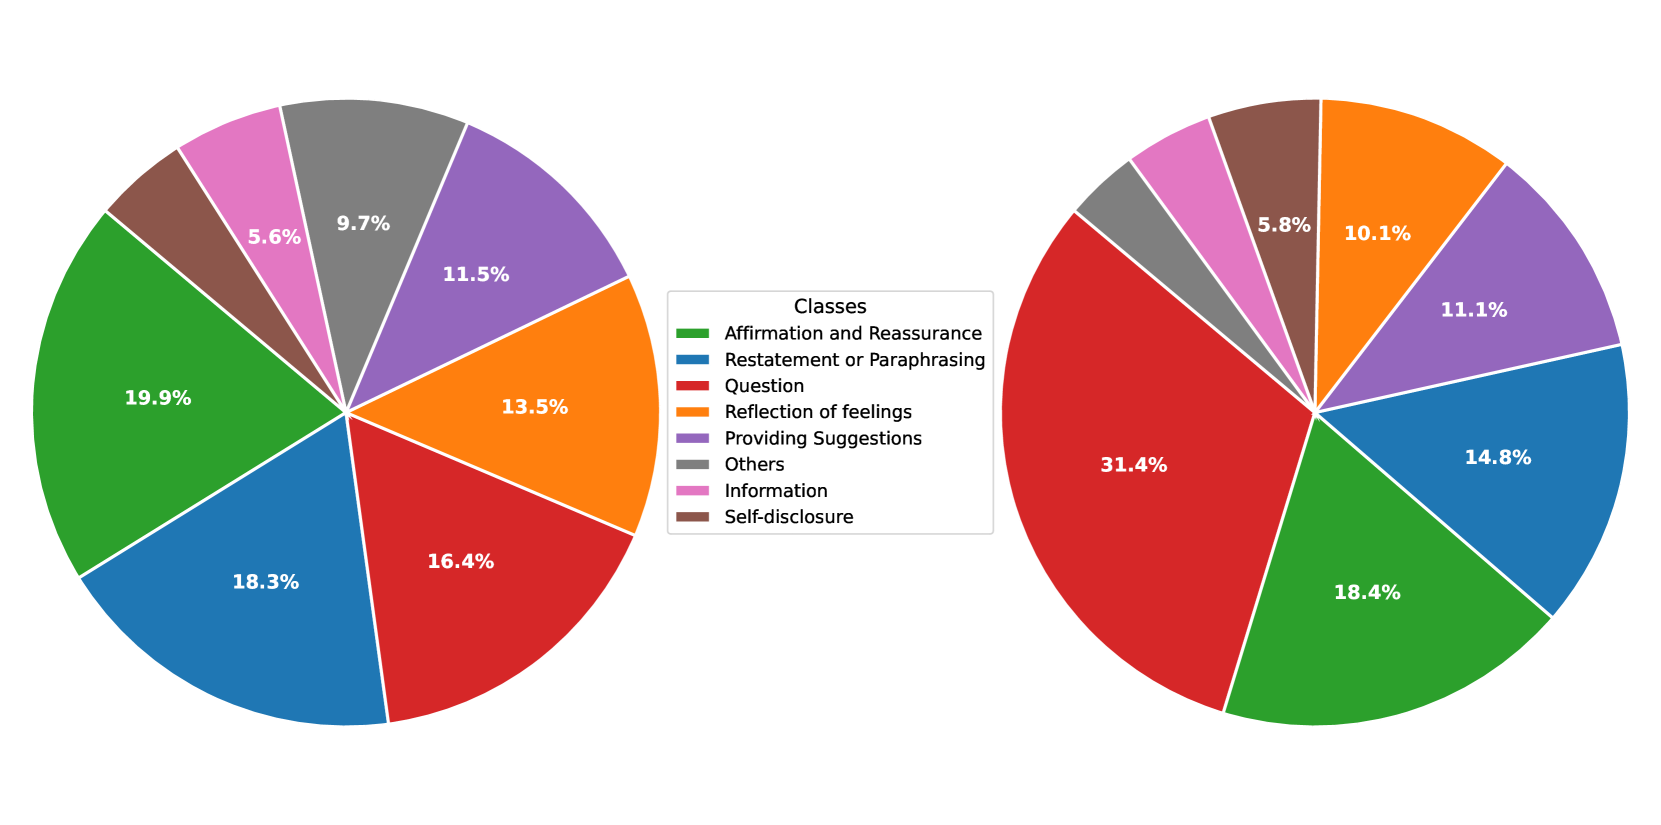 9.7%
5.6%
11.5%
19.9%
13.5%
16.4%
18.3%
Classes
Affirmation and Reassurance
Restatement or Paraphrasing
Question
Reflection of feelings
Providing Suggestions
Others
Information
Self-disclosure
5.8%
10.1%
11.1%
14.8%
31.4%
18.4%